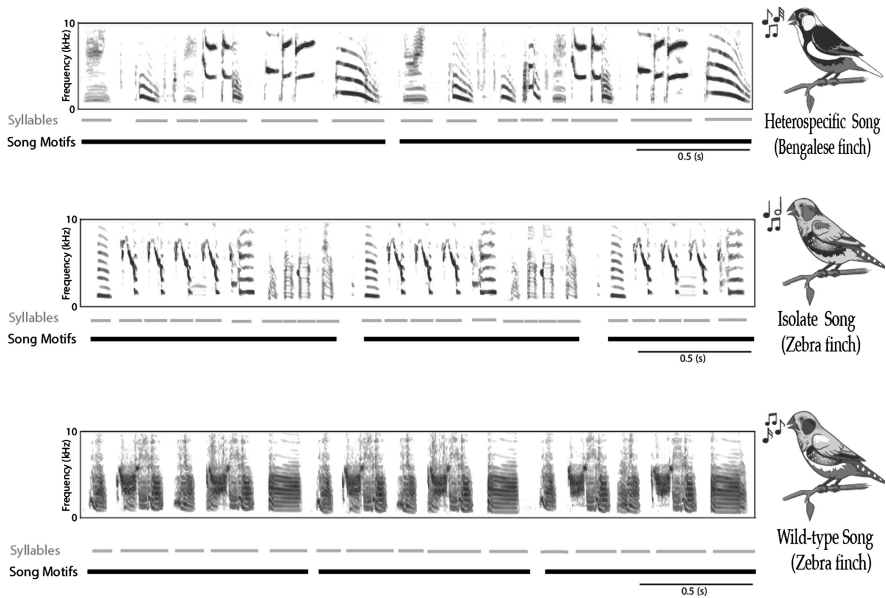 10
Frequency (kHz)
0
Syllables
Song Motifs
0.5 (s)
Heterospecific Song
(Bengalese finch)
10
Frequency (kHz)
0
Syllables
Song Motifs
0.5 (s)
Isolate Song
(Zebra finch)
10
Frequency (kHz)
0
Syllables
Song Motifs
0.5 (s)
Wild-type Song
(Zebra finch)